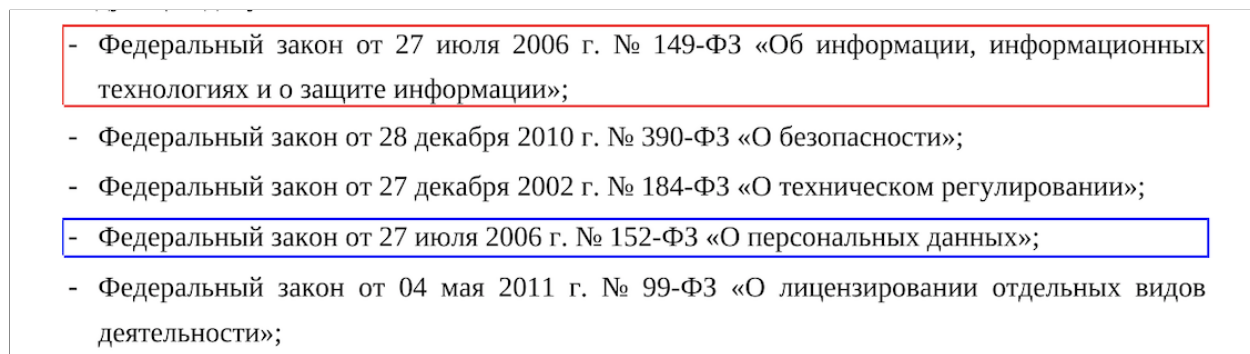 - Федеральный закон от 27 июля 2006 г. № 149-ФЗ «Об информации, информационных
технологиях и о защите информации»;
- Федеральный закон от 28 декабря 2010 г. № 390-ФЗ «О безопасности»;
- Федеральный закон от 27 декабря 2002 г. № 184-ФЗ «О техническом регулировании»;
- Федеральный закон от 27 июля 2006 г. № 152-ФЗ «О персональных данных»;
- Федеральный закон от 04 мая 2011 г. № 99-ФЗ «О лицензировании отдельных видов
деятельности»;